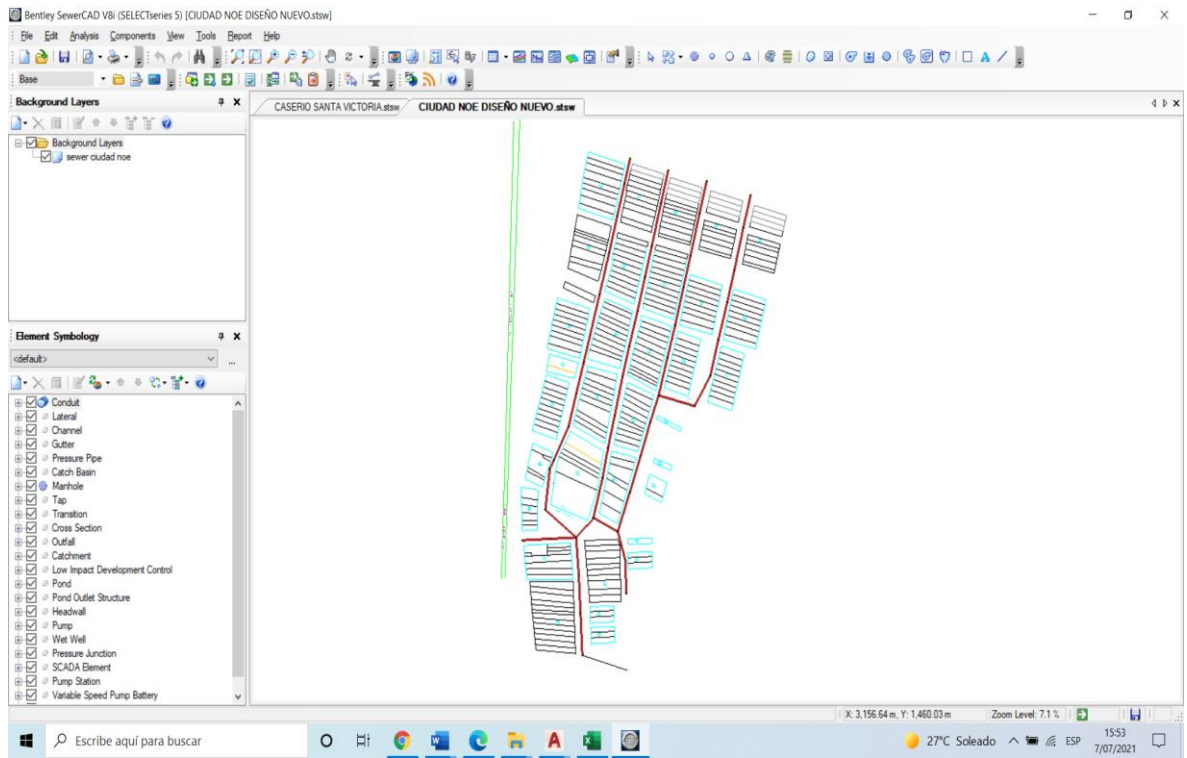 Bentley SewerCAD V8i (SELECTseries 5) [CIUDAD NOE DISEÑO NUEVO.stsw]
File Edit Analysis Components View Tools Report Help
Base
Background Layers
Background Layers
sewer ciudad noe
CASERIO SANTA VICTORIA.stsw
CIUDAD NOE DISEÑO NUEVO.stsw
Element Symbology
<default>
Conduit
Lateral
Channel
Gutter
Pressure Pipe
Catch Basin
Manhole
Tap
Transition
Cross Section
Outfall
Catchment
Low Impact Development Control
Pond
Pond Outlet Structure
Headwall
Pump
Wet Well
Pressure Junction
SCADA Element
Pump Station
Variable Speed Pump Battery
X: 3,156.64 m, Y: 1,460.03 m
Zoom Level: 7.1 %
Escribe aquí para buscar
27°C Soleado
ESP
15:53
7/07/2021